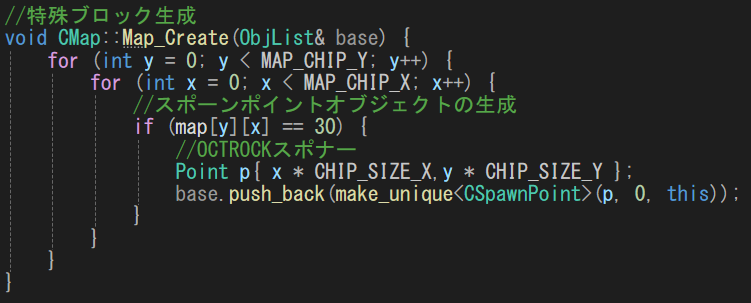 //特殊ブロック生成
void CMap::Map_Create(ObjList& base) {
for (int y = 0; y < MAP_CHIP_Y; y++) {
for (int x = 0; x < MAP_CHIP_X; x++) {
//スポーンポイントオブジェクトの生成
if (map[y][x] == 30) {
//OCTROCKスポナー
Point p{ x * CHIP_SIZE_X,y * CHIP_SIZE_Y };
base.push_back(make_unique<CSpawnPoint>(p, 0, this));
}
}
}
}